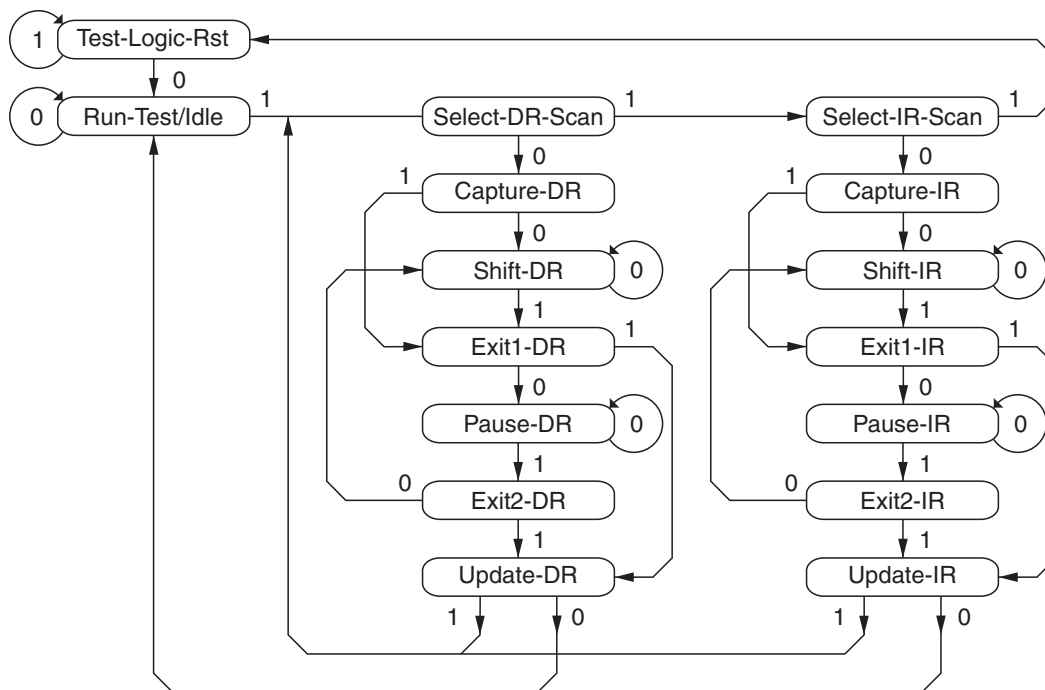 1 Test-Logic-Rst
0
0 Run-Test/Idle 1 Select-DR-Scan 1 Select-IR-Scan 1
0 0
1 Capture-DR 1 Capture-IR
0 0
Shift-DR 0 Shift-IR 0
1 1
Exit1-DR 1 Exit1-IR 1
0 0
Pause-DR 0 Pause-IR 0
1 1
0 Exit2-DR 0 Exit2-IR
1 1
Update-DR Update-IR
1 0 1 0